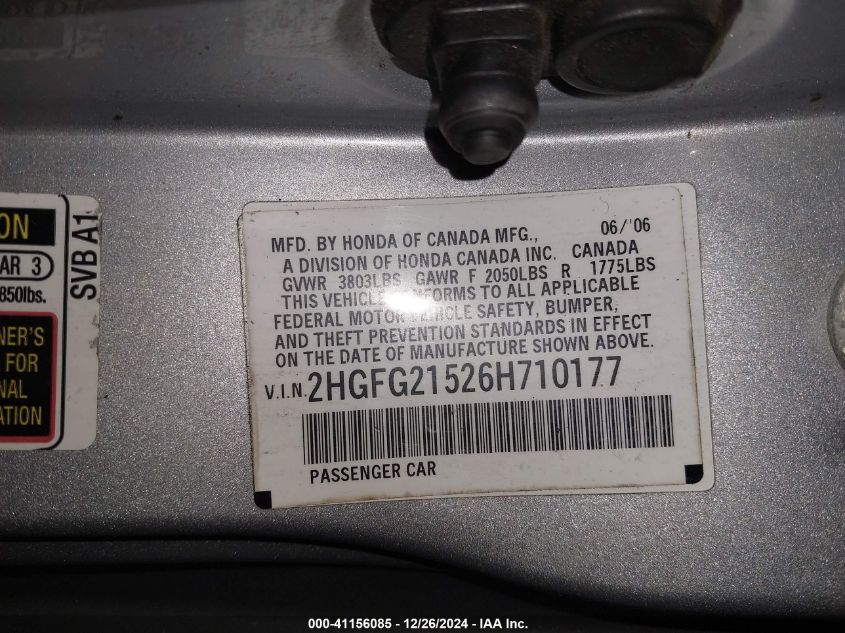 ON
AR 3
850lbs.
SVB A1
NER'S
FOR
NAL
ATION
06/'06
MFD. BY HONDA OF CANADA MFG.,
A DIVISION OF HONDA CANADA INC. CANADA
GVWR 3803LBS GAWR F 2050LBS R 1775LBS
THIS VEHICLE FORMS TO ALL APPLICABLE
FEDERAL MOTOR VEHICLE SAFETY, BUMPER,
AND THEFT PREVENTION STANDARDS IN EFFECT
ON THE DATE OF MANUFACTURE SHOWN ABOVE.
V.I.N. 2HGFG21526H710177
PASSENGER CAR
000-41156085 - 12/26/2024 - IAA Inc.